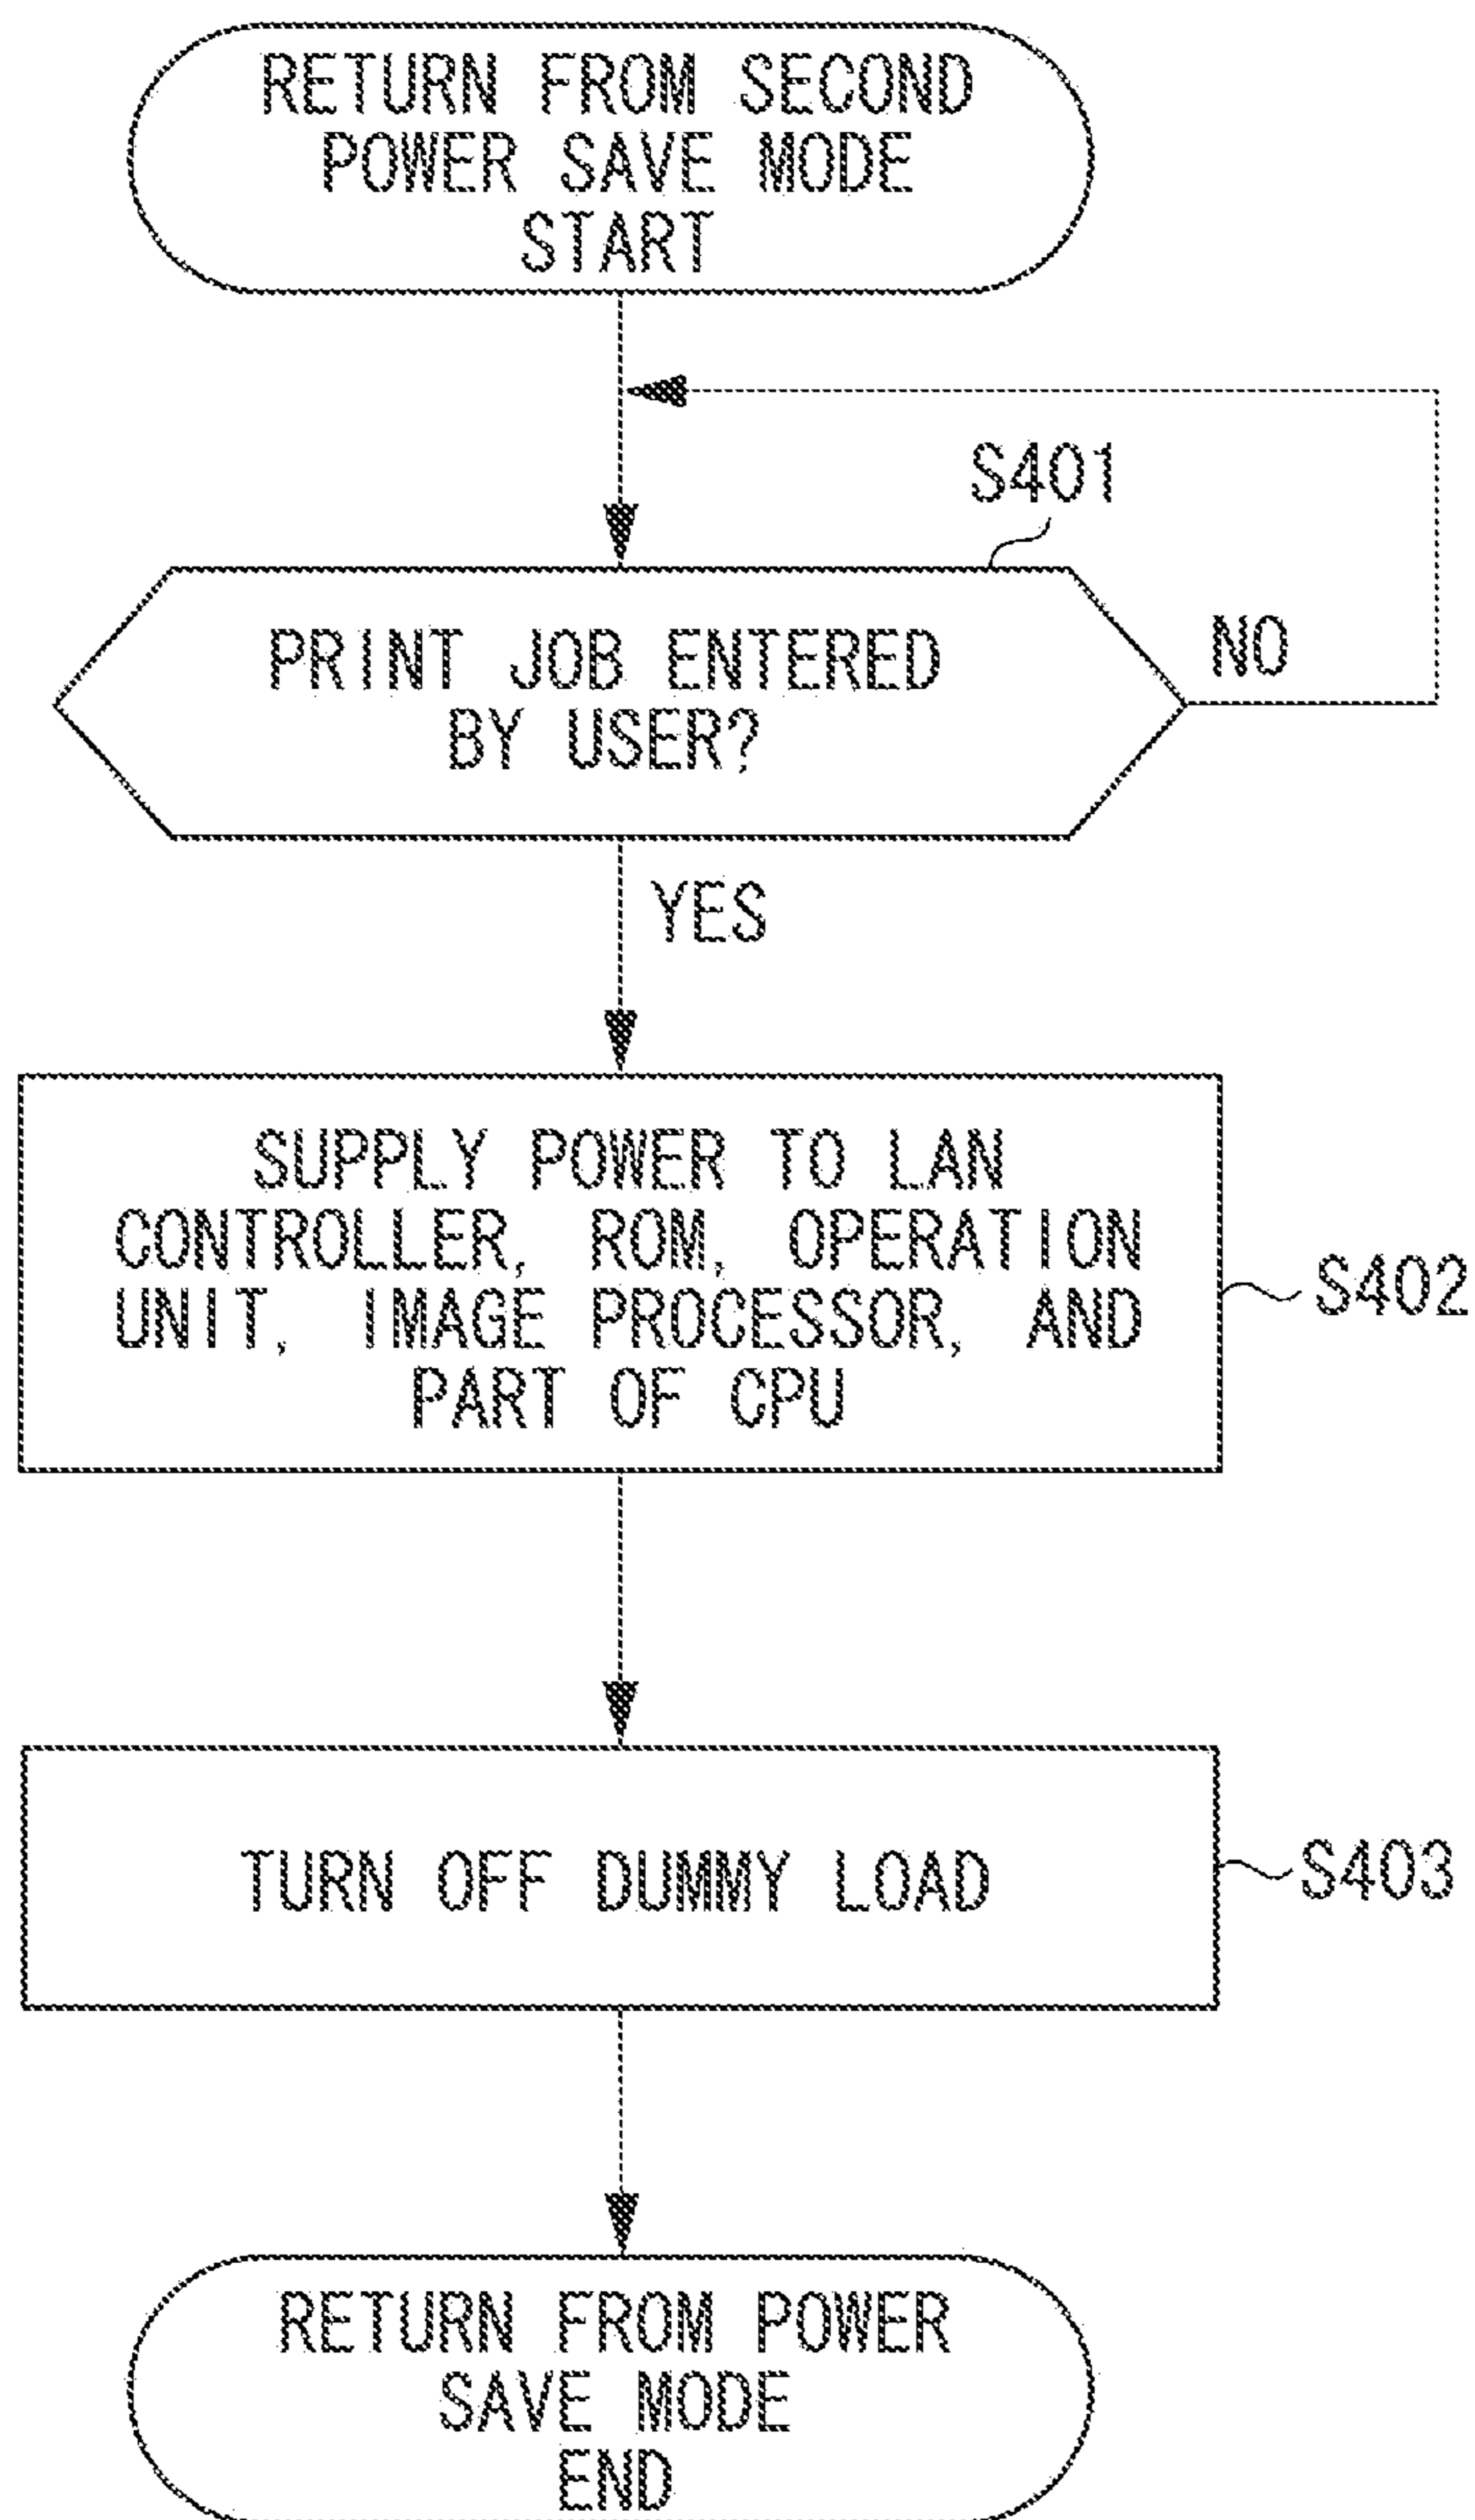 RETURN FROM SECOND
POWER SAVE MODE
START
S401
PRINT JOB ENTERED
BY USER?
NO
YES
SUPPLY POWER TO LAN
CONTROLLER, ROM, OPERATION
UNIT, IMAGE PROCESSOR, AND
PART OF CPU
S402
TURN OFF DUMMY LOAD
S403
RETURN FROM POWER
SAVE MODE
END